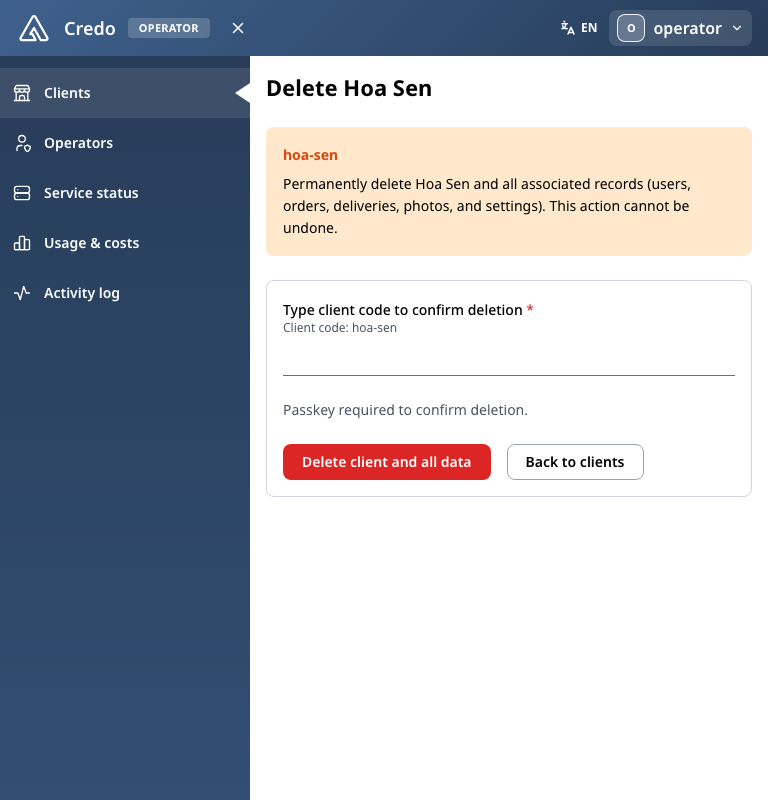 Credo
OPERATOR
EN
O
operator
Clients
Operators
Service status
Usage & costs
Activity log
Delete Hoa Sen
hoa-sen
Permanently delete Hoa Sen and all associated records (users,
orders, deliveries, photos, and settings). This action cannot be
undone.
Type client code to confirm deletion *
Client code: hoa-sen
Passkey required to confirm deletion.
Delete client and all data
Back to clients